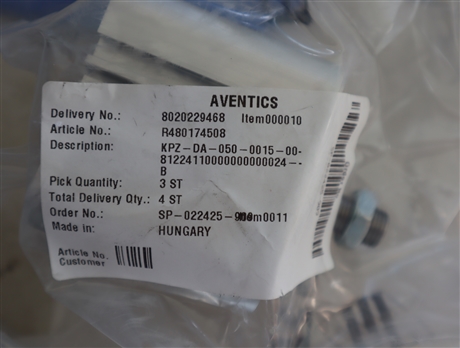 AVENTICS
Delivery No.: 8020229468 Item000010
Article No.: R480174508
Description: KPZ-DA-050-0015-00-
81224110000000000024--
B
Pick Quantity: 3 ST
Total Delivery Qty.: 4 ST
Order No.: SP-022425- Item0011
Made in: HUNGARY
Article No.
Customer